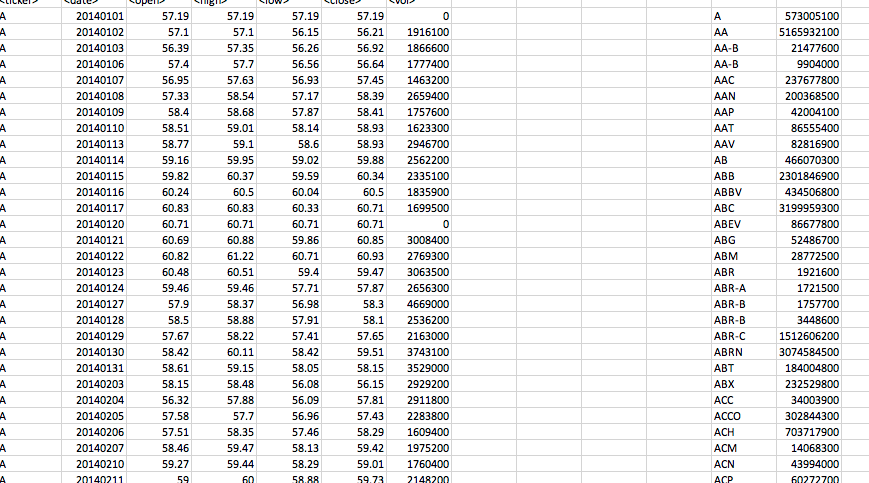 <ticker> <date> <open> <high> <low> <close> <vol>
A 20140101 57.19 57.19 57.19 57.19 0 A 573005100
A 20140102 57.1 57.1 56.15 56.21 1916100 AA 5165932100
A 20140103 56.39 57.35 56.26 56.92 1866600 AA-B 21477600
A 20140106 57.4 57.7 56.56 56.64 1777400 AA-B 9904000
A 20140107 56.95 57.63 56.93 57.45 1463200 AAC 237677800
A 20140108 57.33 58.54 57.17 58.39 2659400 AAN 200368500
A 20140109 58.4 58.68 57.87 58.41 1757600 AAP 42004100
A 20140110 58.51 59.01 58.14 58.93 1623300 AAT 86555400
A 20140113 58.77 59.1 58.6 58.93 2946700 AAV 82816900
A 20140114 59.16 59.95 59.02 59.88 2562200 AB 466070300
A 20140115 59.82 60.37 59.59 60.34 2335100 ABB 2301846900
A 20140116 60.24 60.5 60.04 60.5 1835900 ABBV 434506800
A 20140117 60.83 60.83 60.33 60.71 1699500 ABC 3199959300
A 20140120 60.71 60.71 60.71 60.71 0 ABEV 86677800
A 20140121 60.69 60.88 59.86 60.85 3008400 ABG 52486700
A 20140122 60.82 61.22 60.71 60.93 2769300 ABM 28772500
A 20140123 60.48 60.51 59.4 59.47 3063500 ABR 1921600
A 20140124 59.46 59.46 57.71 57.87 2656300 ABR-A 1721500
A 20140127 57.9 58.37 56.98 58.3 4669000 ABR-B 1757700
A 20140128 58.5 58.88 57.91 58.1 2536200 ABR-B 3448600
A 20140129 57.67 58.22 57.41 57.65 2163000 ABR-C 1512606200
A 20140130 58.42 60.11 58.42 59.51 3743100 ABRN 3074584500
A 20140131 58.61 59.15 58.05 58.15 3529000 ABT 184004800
A 20140203 58.15 58.48 56.08 56.15 2929200 ABX 232529800
A 20140204 56.32 57.88 56.09 57.81 2911800 ACC 34003900
A 20140205 57.58 57.7 56.96 57.43 2283800 ACCO 302844300
A 20140206 57.51 58.35 57.46 58.29 1609400 ACH 703717900
A 20140207 58.46 59.47 58.13 59.42 1975200 ACM 14068300
A 20140210 59.27 59.44 58.29 59.01 1760400 ACN 43994000
A 20140211 59 60 58.88 59.73 2148200 ACP 60272700